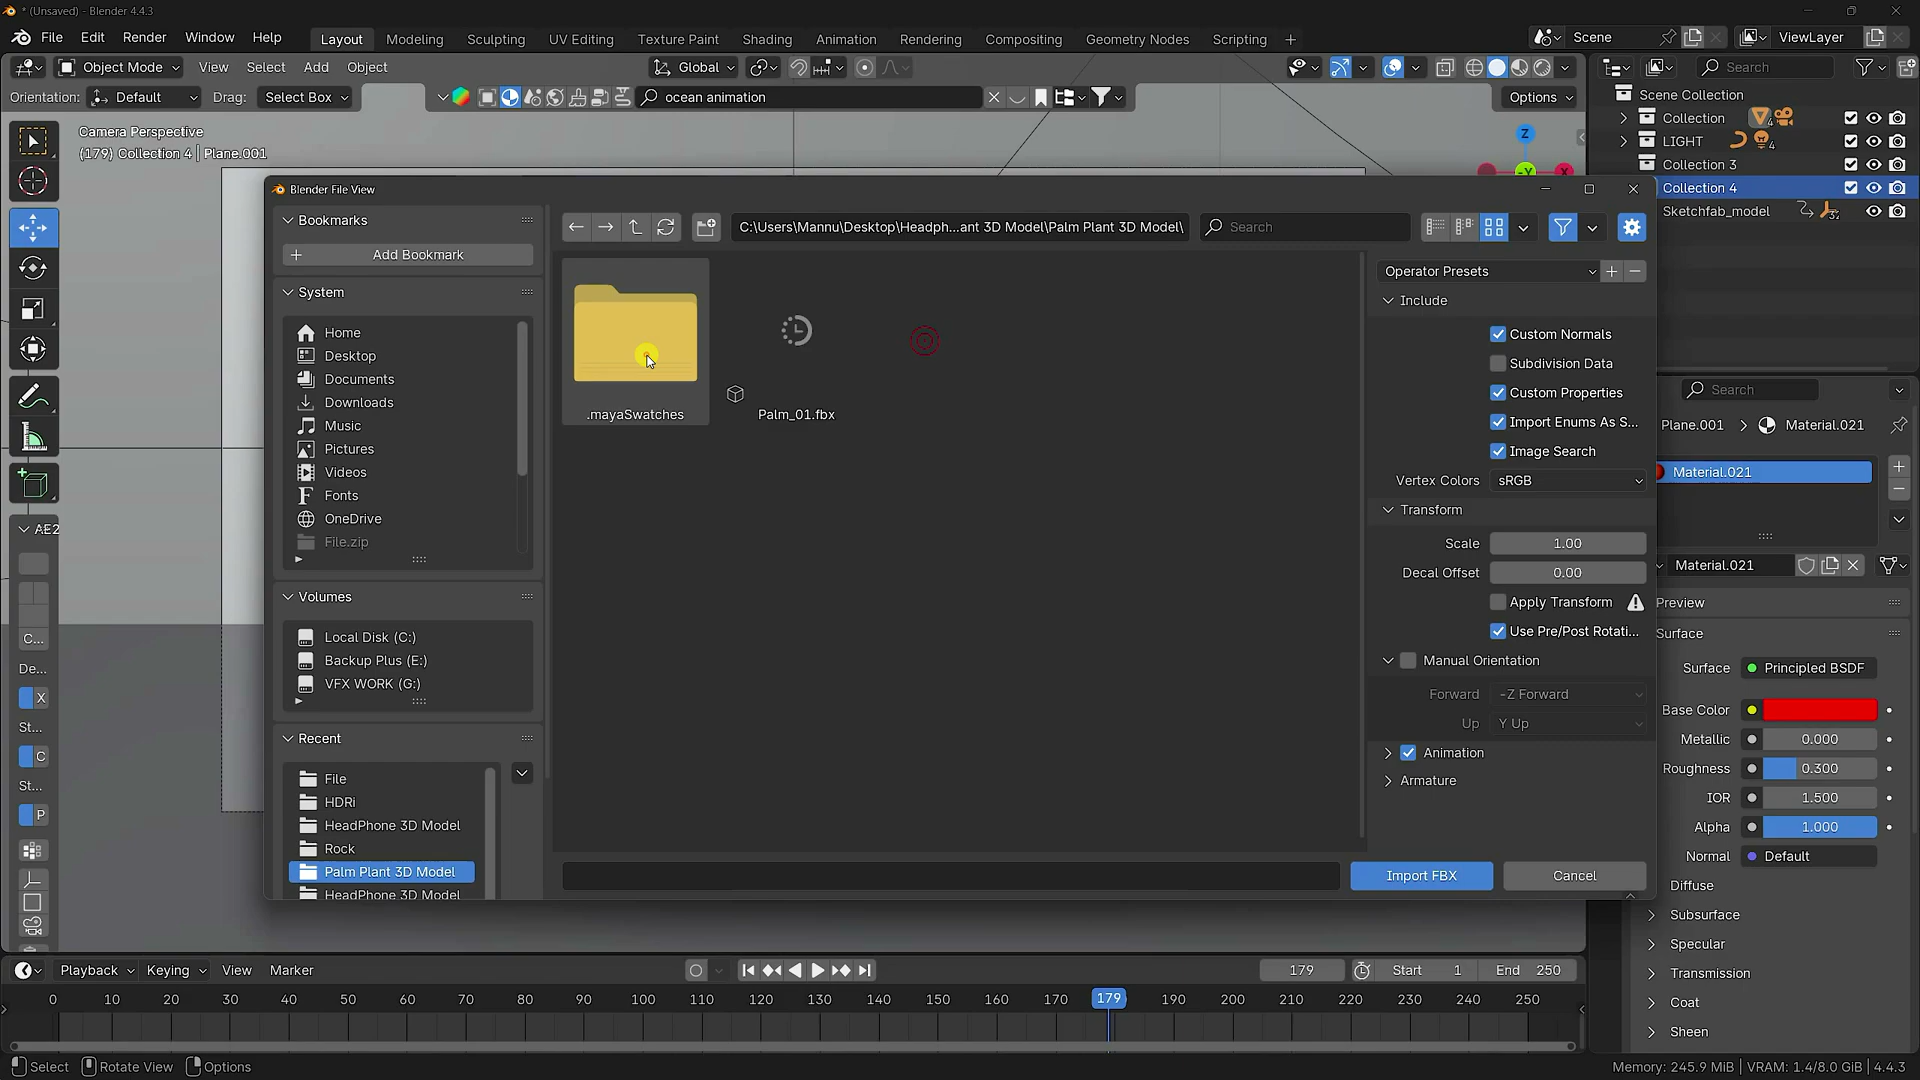 * (Unsaved) - Blender 4.4.3
File Edit Render Window Help
Layout Modeling Sculpting UV Editing Texture Paint Shading Animation Rendering Compositing Geometry Nodes Scripting +
Scene
ViewLayer
Object Mode View Select Add Object
Global
Search
Orientation: Default Drag: Select Box
ocean animation
Options
Scene Collection
Collection 4
LIGHT 4
Collection 3
Collection 4
Sketchfab_model
Camera Perspective
(179) Collection 4 | Plane.001
Z
-Y
X
Blender File View
Bookmarks
Add Bookmark
System
Home
Desktop
Documents
Downloads
Music
Pictures
Videos
Fonts
OneDrive
File.zip
Volumes
Local Disk (C:)
Backup Plus (E:)
VFX WORK (G:)
Recent
File
HDRi
HeadPhone 3D Model
Rock
Palm Plant 3D Model
HeadPhone 3D Model
C:\Users\Mannu\Desktop\Headph...ant 3D Model\Palm Plant 3D Model\
Search
.mayaSwatches
Palm_01.fbx
Operator Presets
Include
Custom Normals
Subdivision Data
Custom Properties
Import Enums As S...
Image Search
Vertex Colors sRGB
Transform
Scale 1.00
Decal Offset 0.00
Apply Transform
Use Pre/Post Rotati...
Manual Orientation
Forward -Z Forward
Up Y Up
Animation
Armature
Import FBX
Cancel
AE2
C...
De...
X
St...
C
St...
P
Search
Plane.001 > Material.021
Material.021
Material.021
Preview
Surface
Surface Principled BSDF
Base Color
Metallic 0.000
Roughness 0.300
IOR 1.500
Alpha 1.000
Normal Default
Diffuse
Subsurface
Specular
Transmission
Coat
Sheen
Playback Keying View Marker
179
Start 1
End 250
0 10 20 30 40 50 60 70 80 90 100 110 120 130 140 150 160 170 179 190 200 210 220 230 240 250
Select Rotate View Options
Memory: 245.9 MiB | VRAM: 1.4/8.0 GiB | 4.4.3